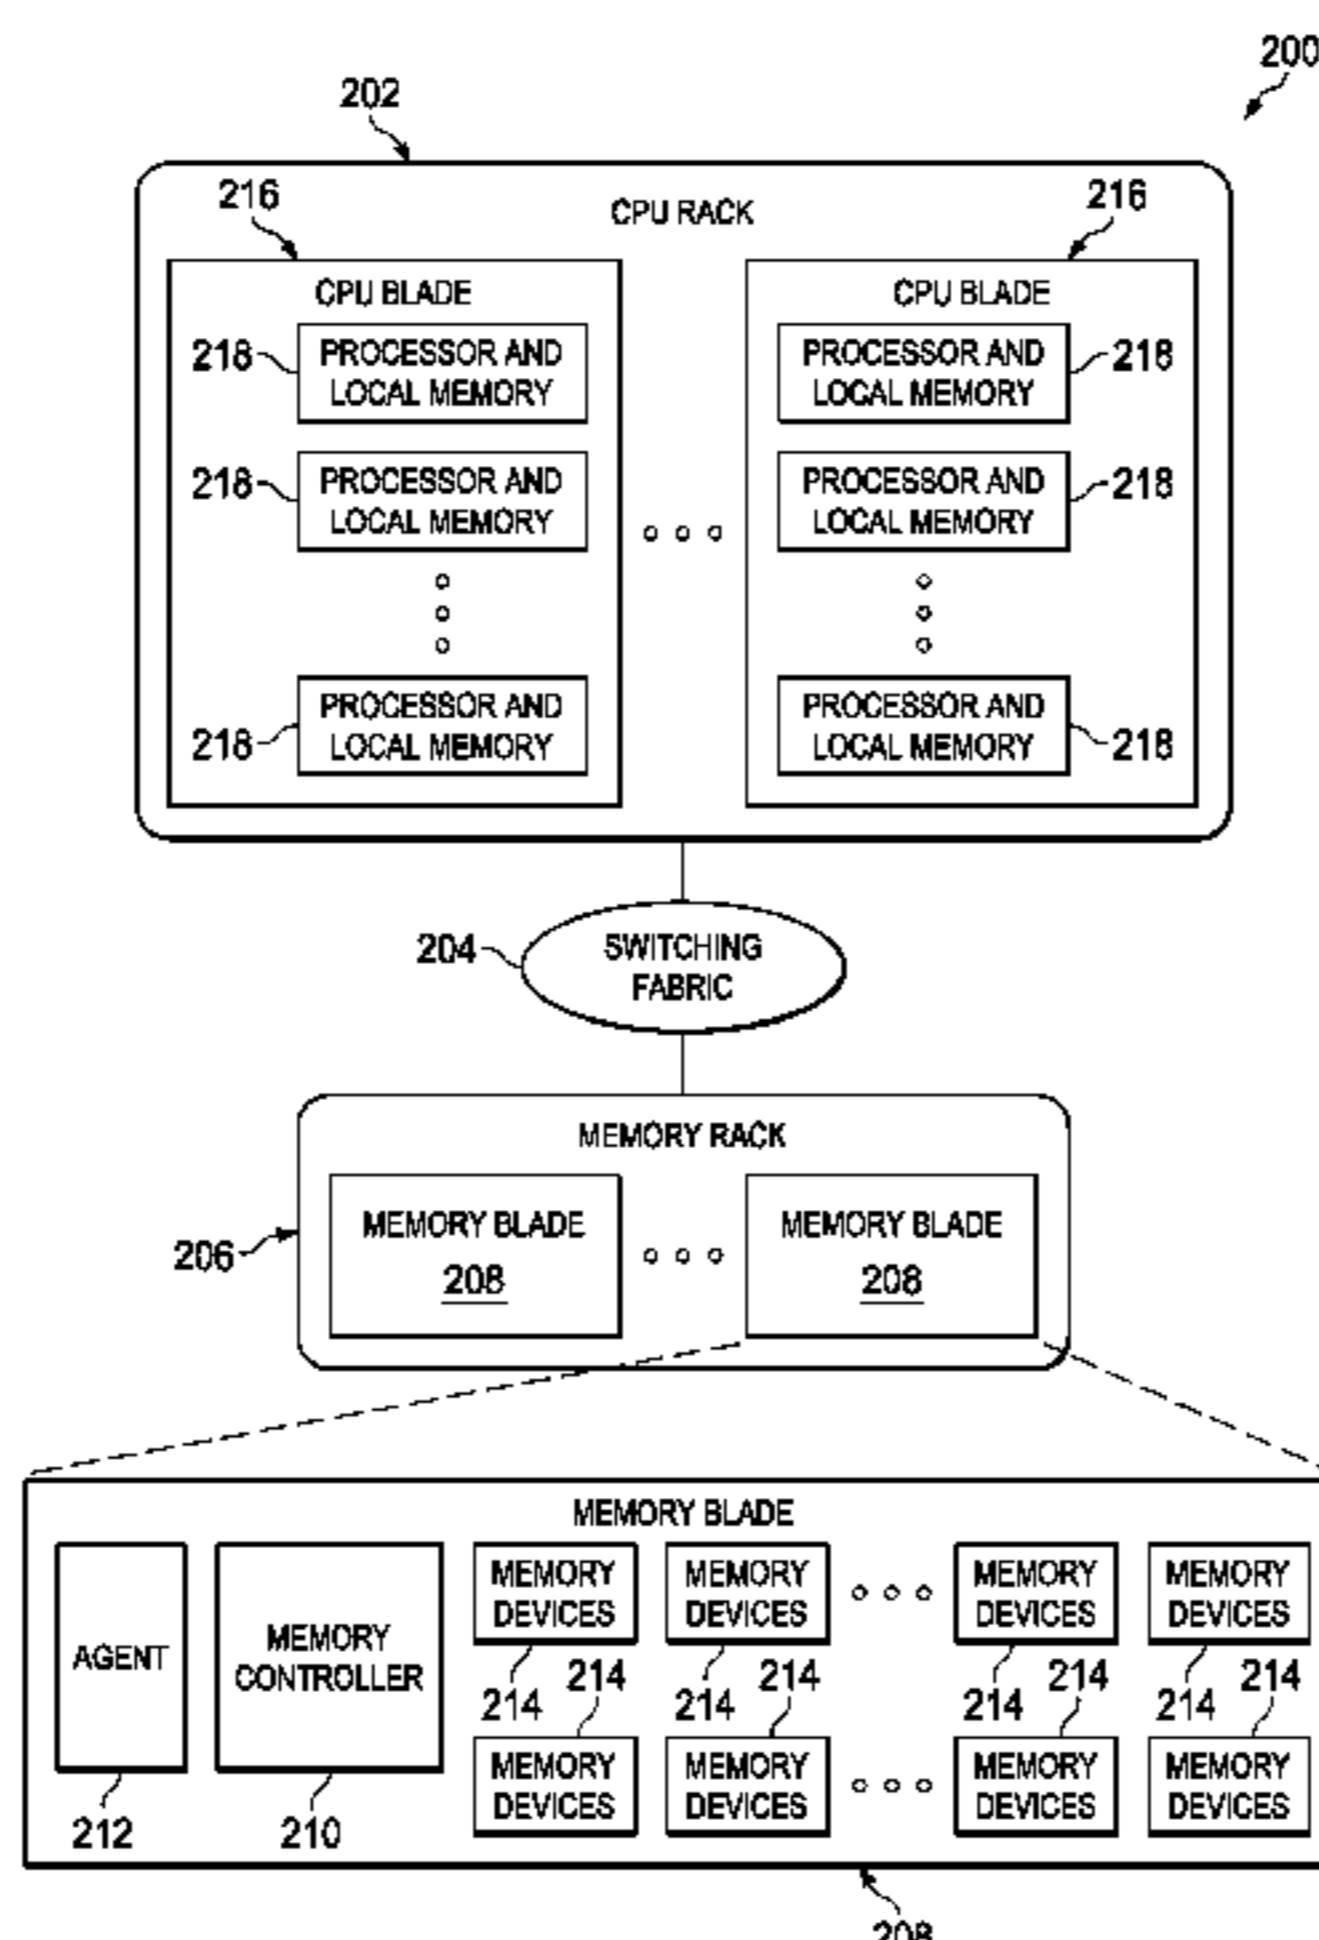 200
202
216
CPU RACK
216
CPU BLADE
CPU BLADE
218
PROCESSOR AND
LOCAL MEMORY
PROCESSOR AND
LOCAL MEMORY
218
218
PROCESSOR AND
LOCAL MEMORY
PROCESSOR AND
LOCAL MEMORY
218
218
PROCESSOR AND
LOCAL MEMORY
PROCESSOR AND
LOCAL MEMORY
218
204
SWITCHING
FABRIC
MEMORY RACK
206
MEMORY BLADE
208
MEMORY BLADE
208
MEMORY BLADE
AGENT
MEMORY
CONTROLLER
MEMORY
DEVICES
MEMORY
DEVICES
MEMORY
DEVICES
MEMORY
DEVICES
214
214
214
214
214
214
214
214
MEMORY
DEVICES
MEMORY
DEVICES
MEMORY
DEVICES
MEMORY
DEVICES
212
210
208